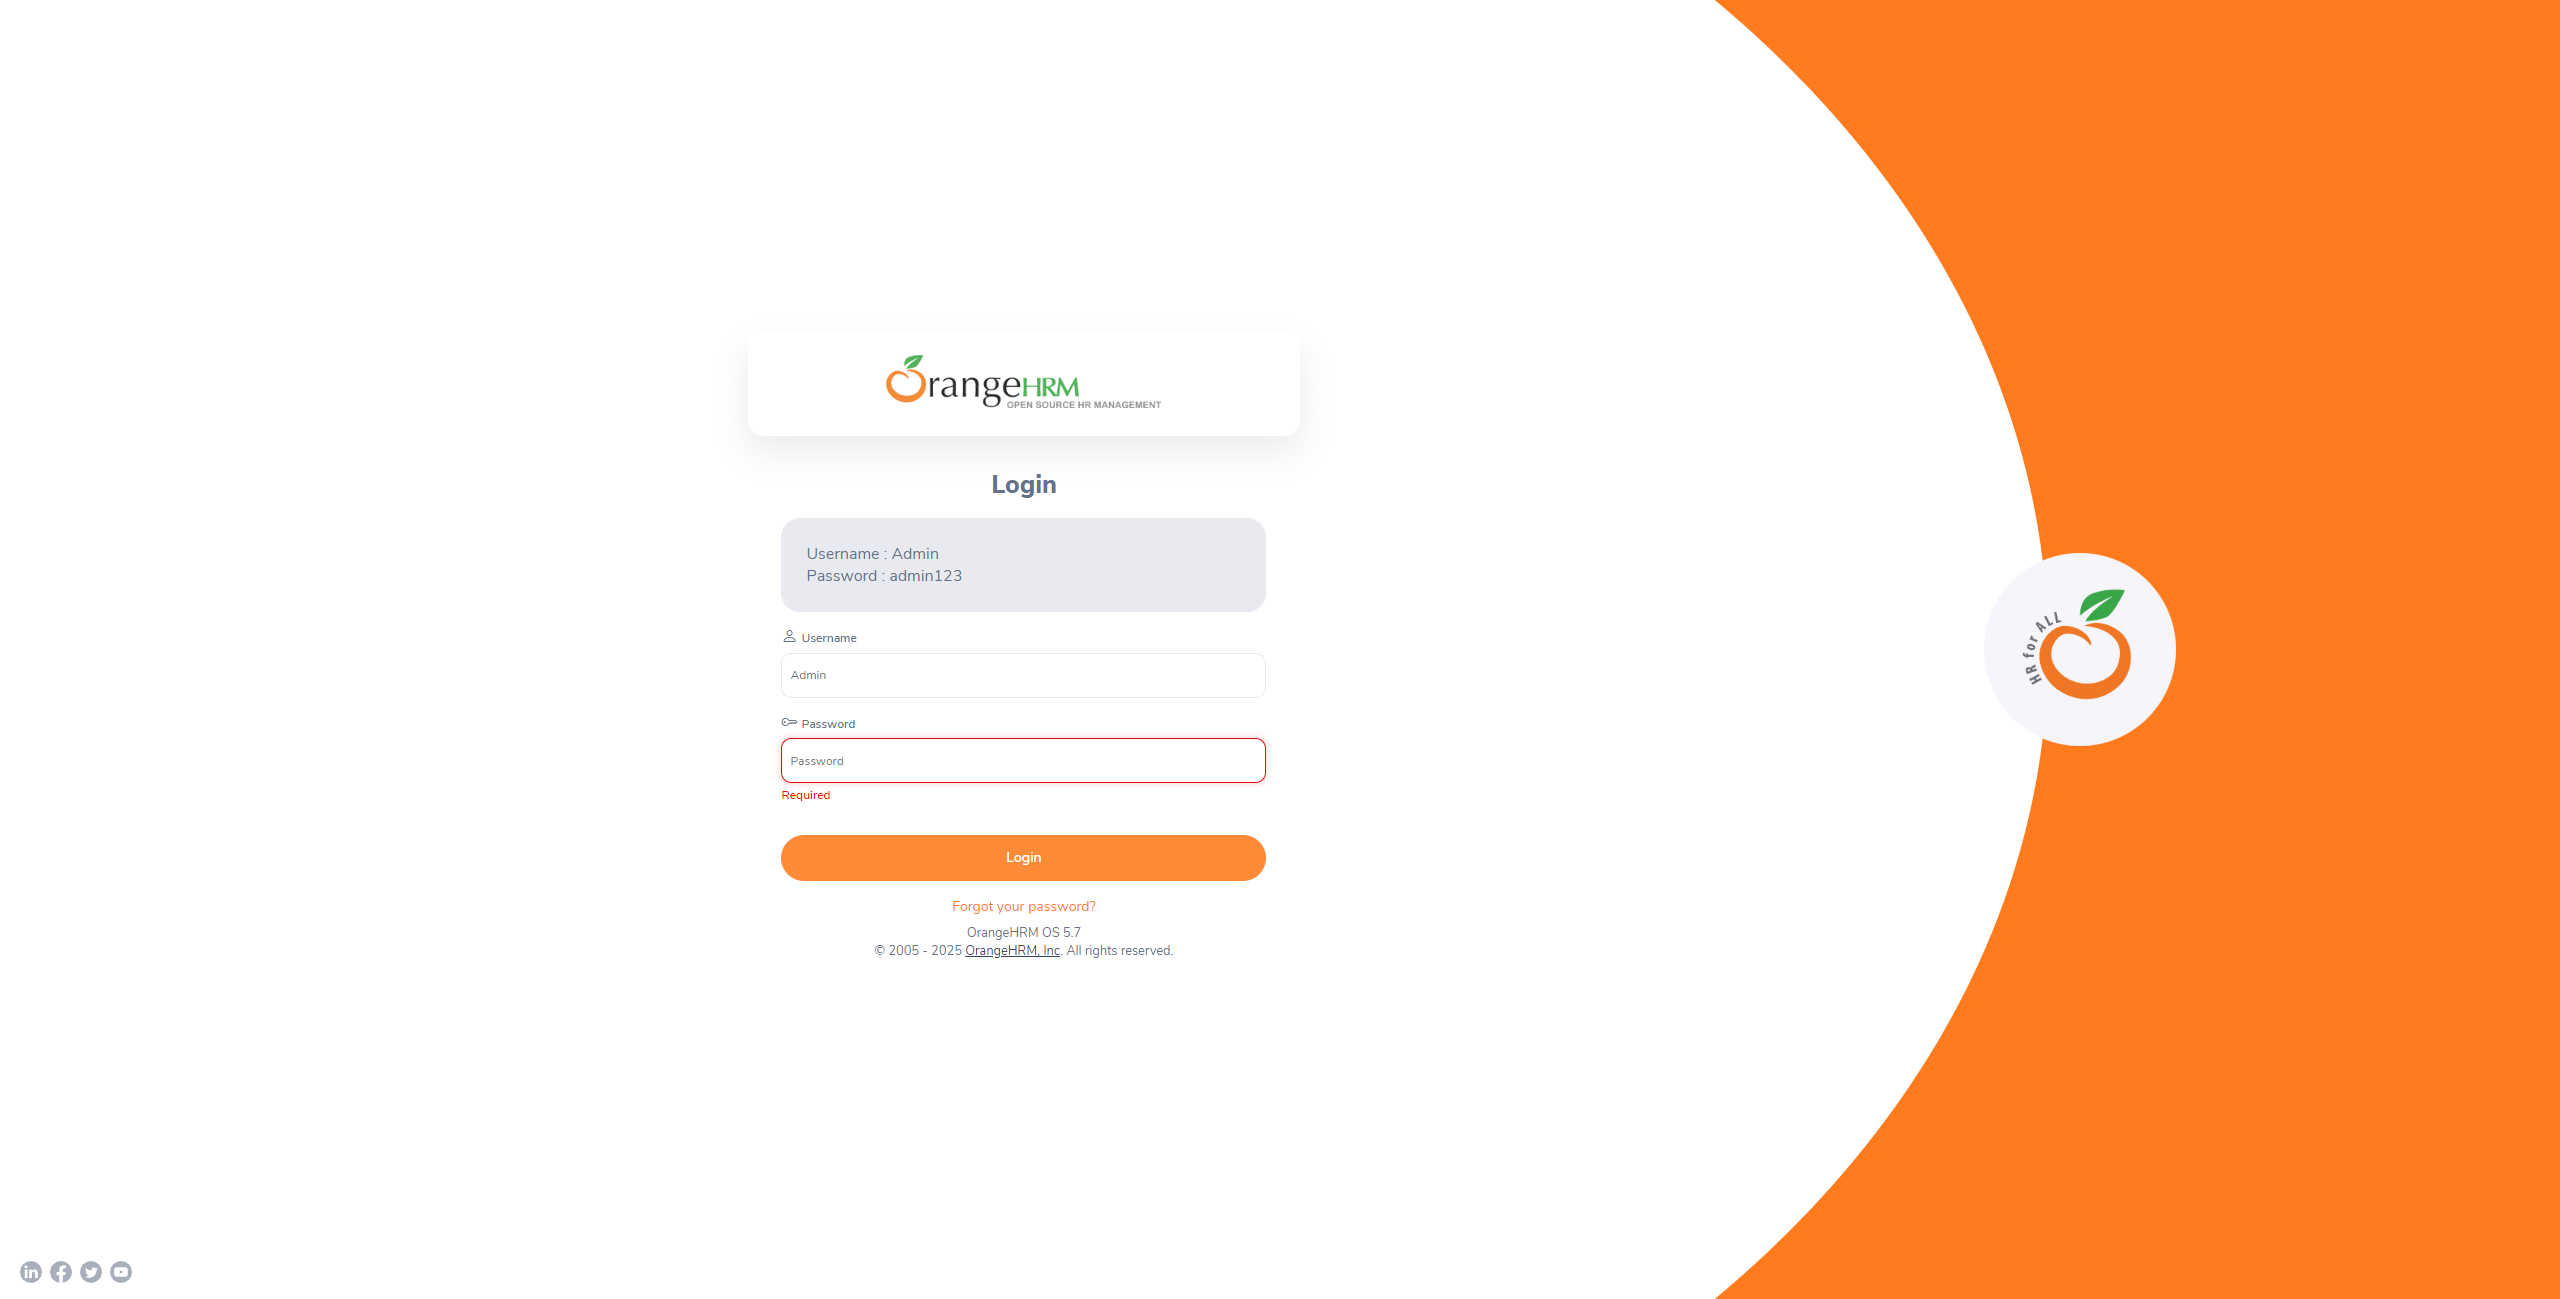 OrangeHRM
OPEN SOURCE HR MANAGEMENT
Login
Username : Admin
Password : admin123
Username
Admin
Password
Password
Required
Login
Forgot your password?
OrangeHRM OS 5.7
© 2005 - 2025 OrangeHRM, Inc. All rights reserved.
HR for ALL
in